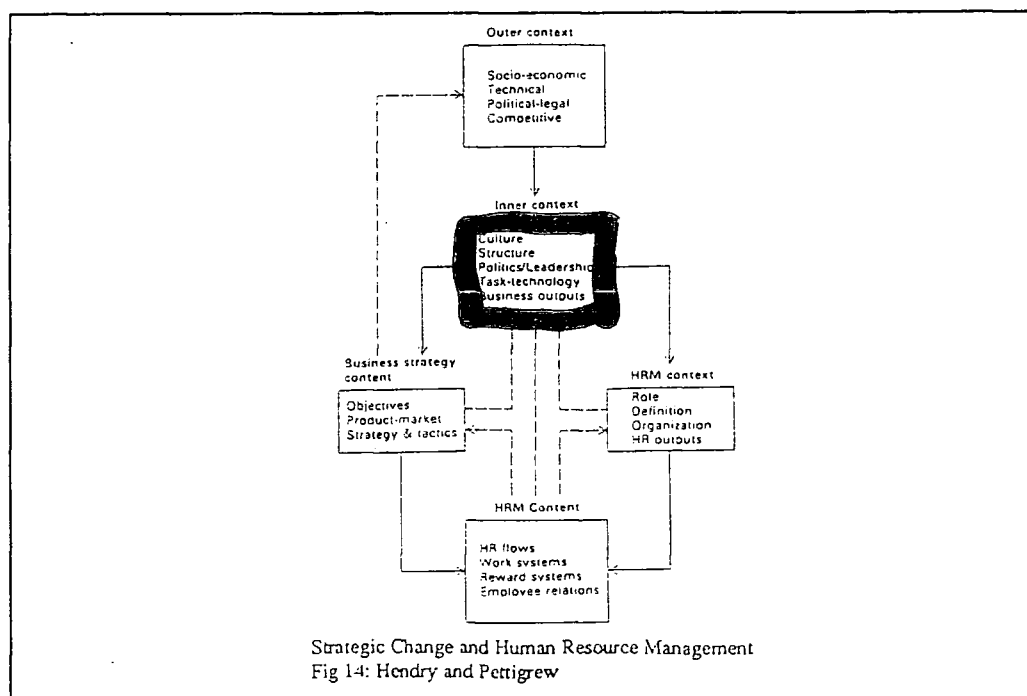 Outer context
Socio-economic
Technical
Political-legal
Competitive
Inner context
Culture
Structure
Politics/Leadership
Task-technology
Business outputs
Business strategy
content
Objectives
Product-market
Strategy & tactics
HRM context
Role
Definition
Organization
HR outputs
HRM Content
HR flows
Work systems
Reward systems
Employee relations
Strategic Change and Human Resource Management
Fig 14: Hendry and Pettigrew